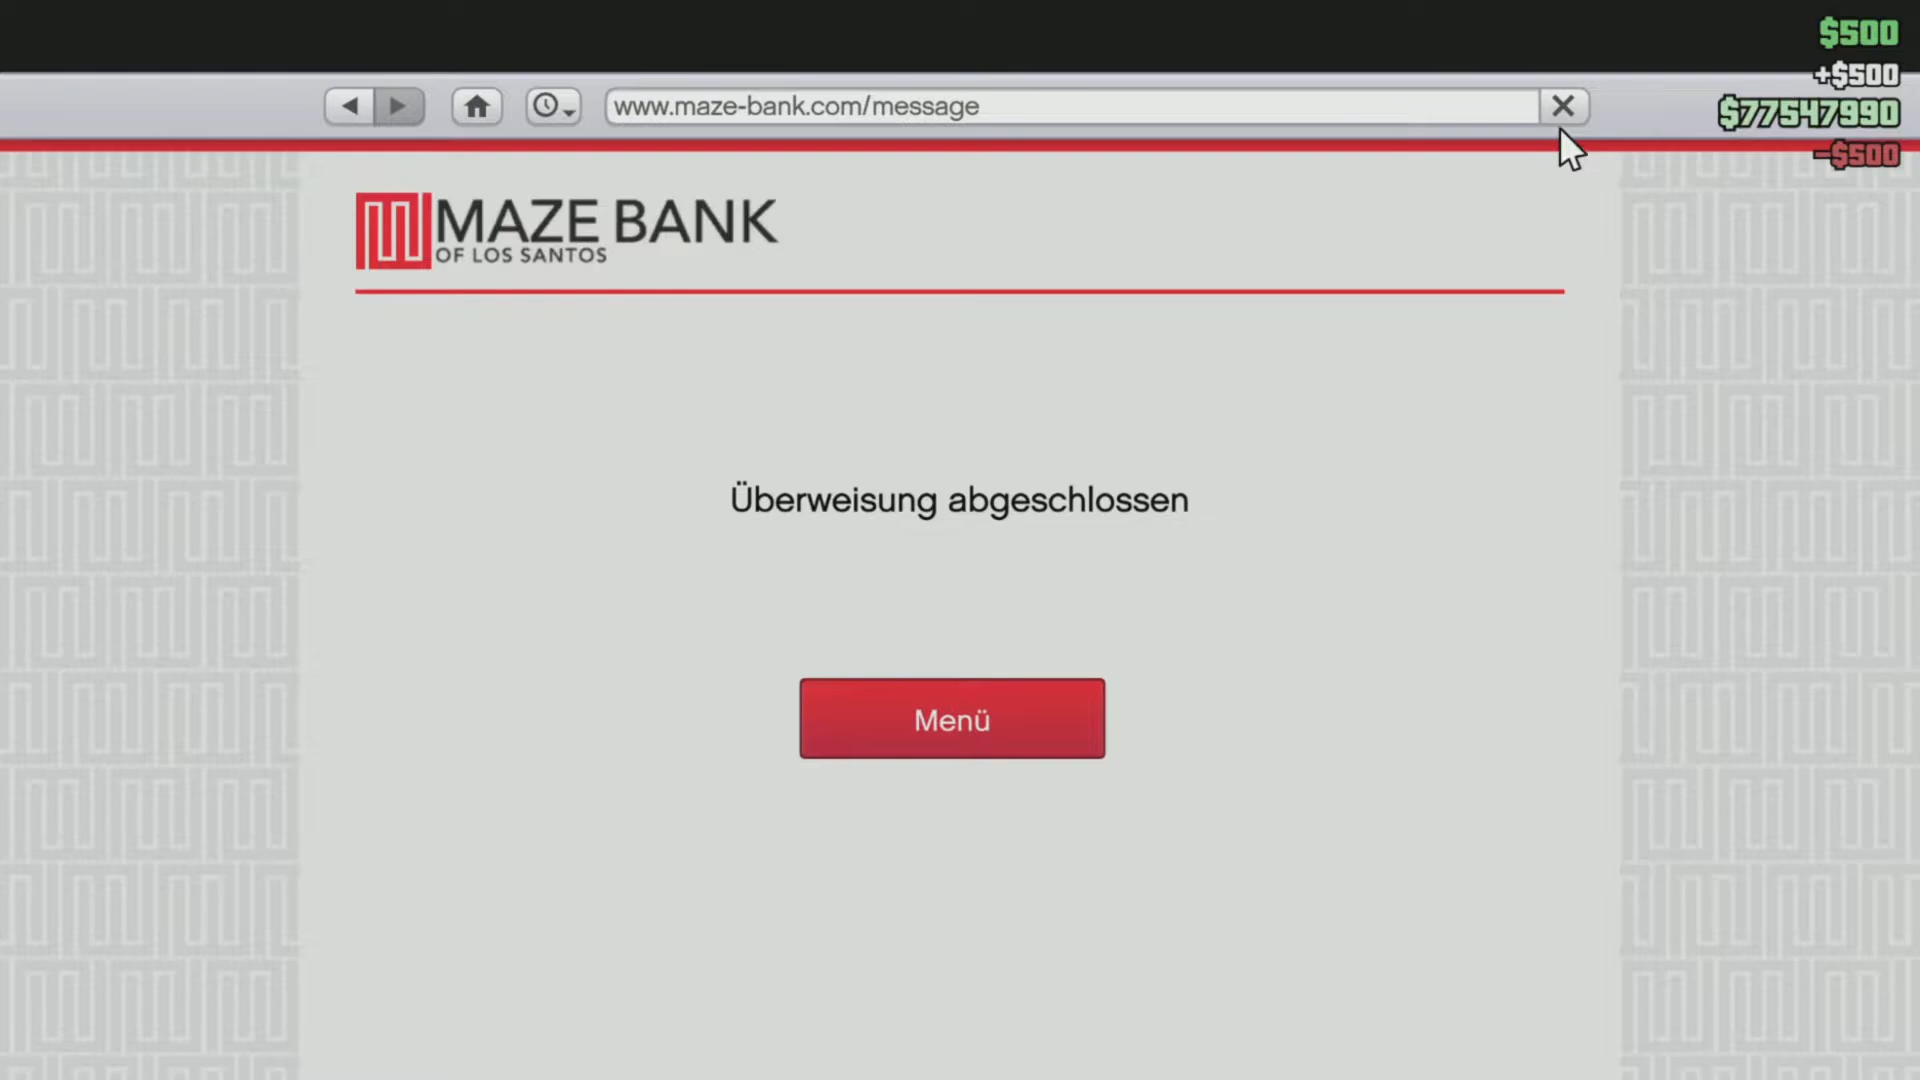 $500
+$500
www.maze-bank.com/message
$77547990
-$500
MAZE BANK
OF LOS SANTOS
Überweisung abgeschlossen
Menü